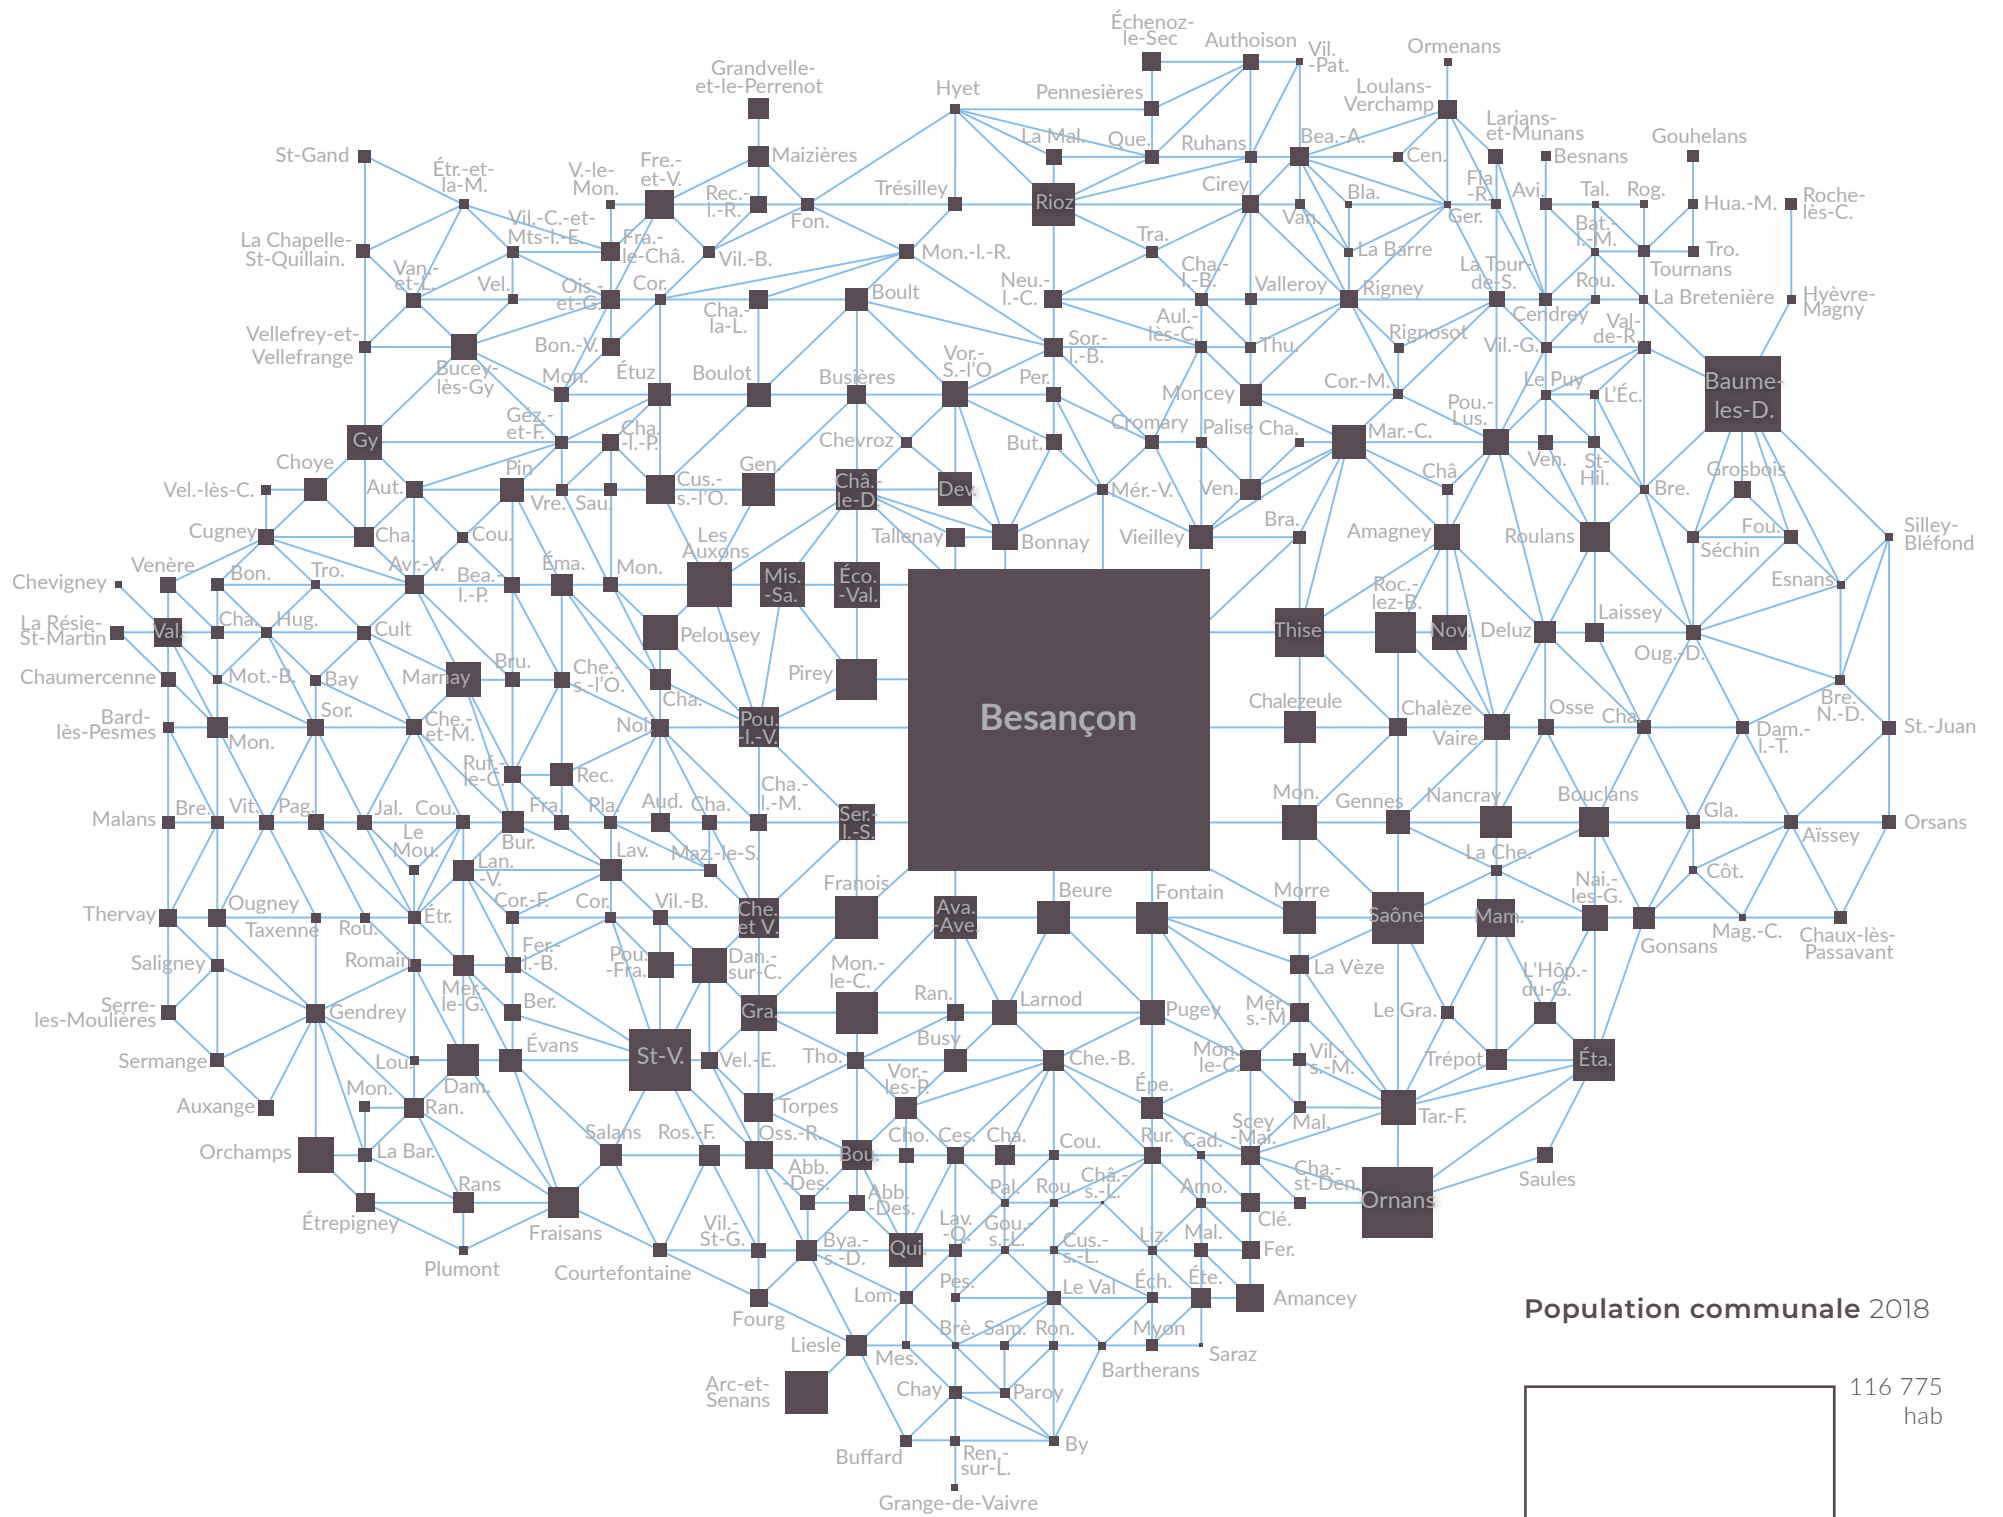 Échenoz-
le-Sec
Authoison
Vil.
-Pat.
Ormenans
Grandvelle-
et-le-Perrenot
Hyet
Pennesières
Loulans-
Verchamp
Larians-
et-Munans
Gouhelans
St-Gand
Étr.-et-
la-M.
V.-le-
Mon.
Fre.-
et-V.
Maizières
La Mal.
Que.
Ruhans
Bea.-A.
Cen.
Besnans
Rec.-
l.-R.
Fon.
Trésilley
Rioz
Cirey
Van.
Bla.
Ger.
Fla
-R.
Avi.
Tal.
Rog.
Hua.-M.
Roche-
lès-C.
La Chapelle-
St-Quillain.
Vil.-C.-et-
Mts-l.-E.
Fra.-
le-Châ.
Vil.-B.
Mon.-l.-R.
Tra.
La Barre
Bat.-
l.-M.
Tournans
Tro.
Van.-
et-L.
Vel.
Ois.-
et-G.
Cor.
Cha.-
la-L.
Boult
Neu.-
l.-C.
Cha.-
l.-B.
Valleroy
Rigney
La Tour-
de-S.
Cendrey
Rou.
La Bretenière
Hyèvre-
Magny
Vellefrey-et-
Vellefrange
Bucey-
lès-Gy
Bon.-V.
Vor.-
S.-l'O
Sor.-
l.-B.
Aul.-
lès-C.
Thu.
Rignosot
Vil.-G.
Val-
de-R.
Mon.
Étuz
Boulot
Busières
Per.
Moncey
Cor.-M.
Le Puy
L'Éc.
Baume-
les-D.
Gy
Géz.-
et-F.
Cha.
-l.-P.
Chevroz
But.
Cromary
Palise
Cha.
Mar.-C.
Pou.-
Lus.
Ven.
St-
Hil.
Choye
Vel.-lès-C.
Aut.
Pin
Vre.
Sau.
Cus.-
s.-l'O.
Gen.
Châ.-
le-D.
Dev.
Mér.-V.
Ven.
Châ.
Bre.
Grosbois
Cugney
Cha.
Cou.
Les
Auxons
Tallenay
Bonnay
Vieilley
Bra.
Amagney
Roulans
Séchin
Fou.
Silley-
Bléfond
Chevigney
Venère
Bon.
Tro.
Avr.-V.
Bea.-
l.-P.
Éma.
Mon.
Mis.
-Sa.
Éco.
-Val.
Roc.-
lez-B.
Esnans
La Résie-
St-Martin
Val.
Cha.
Hug.
Cult
Pelousey
Thise
Nov.
Deluz
Laissey
Oug.-D.
Chaumercenne
Mot.-B.
Bay
Marnay
Bru.
Che.-
s.-l'O.
Cha.
Pirey
Bre.
N.-D.
Bard-
lès-Pesmes
Mon.
Sor.
Che.-
et-M.
Noi.
Pou.
-l.-V.
Besançon
Chalezeule
Chalèze
Vaire
Osse
Cha.
Dam.-
l.-T.
St.-Juan
Ruf.-
le-C.
Rec.
Malans
Bre.
Vit.
Pag.
Jal.
Cou.
Bur.
Fra.
Pla.
Aud.
Cha.
Cha.-
l.-M.
Ser.-
l.-S.
Mon.
Gennes
Nancray
Bouclans
Gla.
Aïssey
Orsans
Le
Mou.
Lan.
-V.
Lav.
Maz.-le-S.
La Che.
Côt.
Thervay
Ougney
Taxenne
Rou.
Étr.
Cor.-F.
Cor.
Vil.-B.
Che.
et V.
Franois
Ava.
-Ave.
Beure
Fontain
Morre
Saône
Mam.
Nai.-
les-G.
Gonsans
Mag.-C.
Chaux-lès-
Passavant
Saligney
Romain
Mer.-
le-G.
Fer.-
l.-B.
Pou.
-Fra.
Dan.-
sur-C.
La Vèze
Serre-
les-Moulières
Gendrey
Ber.
Gra.
Mon.-
le-C.
Ran.
Larnod
Pugey
Mér.
s.-M.
Le Gra.
L'Hôp.-
du-G.
Sermange
Lou.
Dam.
Évans
St-V.
Vel.-E.
Tho.
Busy
Che.-B.
Mon.
le-C.
Vil.-
s.-M.
Trépot
Éta.
Auxange
Mon.
Ran.
Torpes
Vor.-
les-P.
Épe.
Mal.
Tar.-F.
Orchamps
La Bar.
Salans
Ros.-F.
Oss.-R.
Bou.
Cho.
Ces.
Cha.
Cou.
Rur.
Cad.
Scey
-Mai.
Saules
Étrepigney
Rans
Fraisans
Abb.
-Des.
Abb.
-Des.
Pal.
Rou.
Châ.-
s.-L.
Amo.
Clé.
Cha.-
st-Den.
Ornans
Plumont
Courtefontaine
Vil.-
St-G.
Bya.-
s.-D.
Qui.
Lav.
-Q.
Gou.-
s.-L.
Cus.-
s.-L.
Liz.
Mal.
Fer.
Fourg
Lom.
Pes.
Le Val
Éch.
Éte.
Amancey
Liesle
Mes.
Brè.
Sam.
Ron.
Bartherans
Myon
Saraz
Arc-et-
Senans
Chay
Paroy
Buffard
Ren.-
sur-L.
By
Grange-de-Vaivre
Population communale 2018
116 775
hab